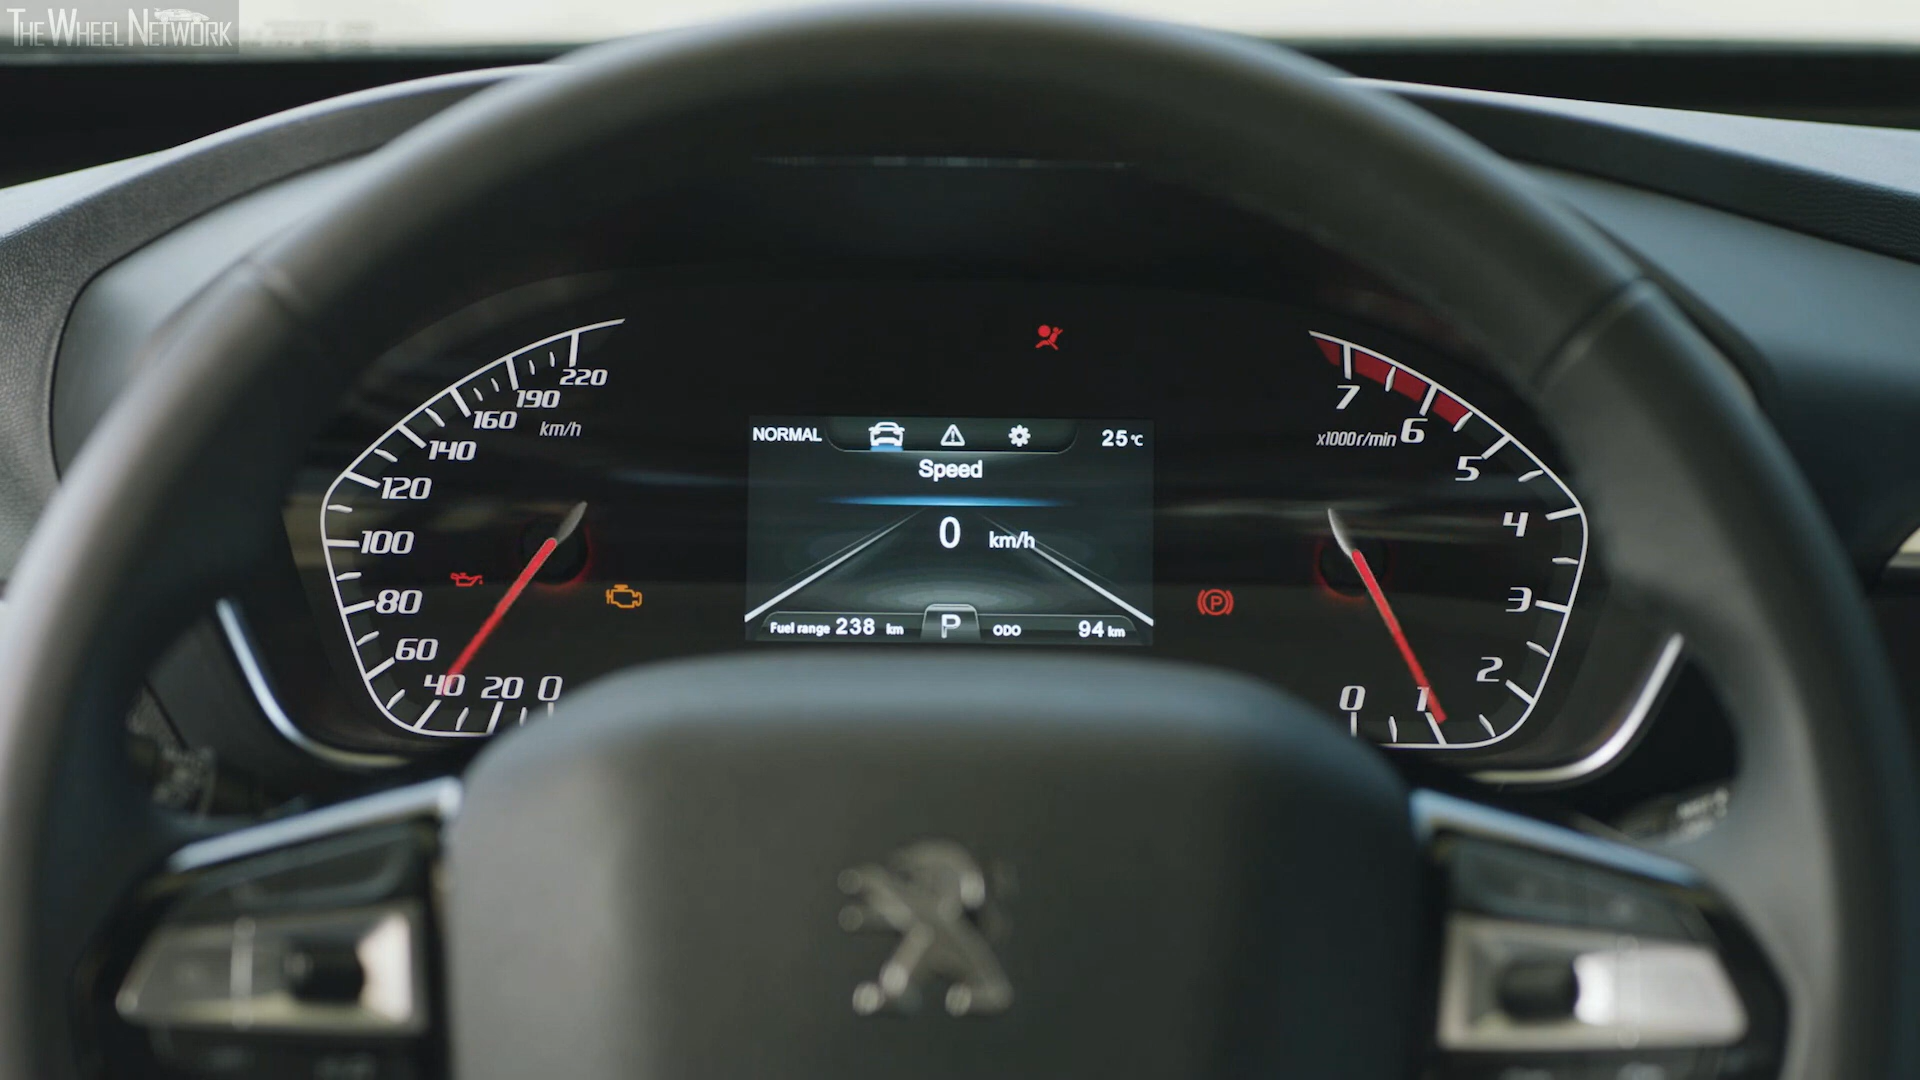 THE WHEEL NETWORK
220
190
160
140
120
100
80
60
40 20 0
km/h
NORMAL
25°C
Speed
0 km/h
Fuel range 238 km
P
ODO 94 km
7
6
5
4
3
2
1
0
x1000r/min
P